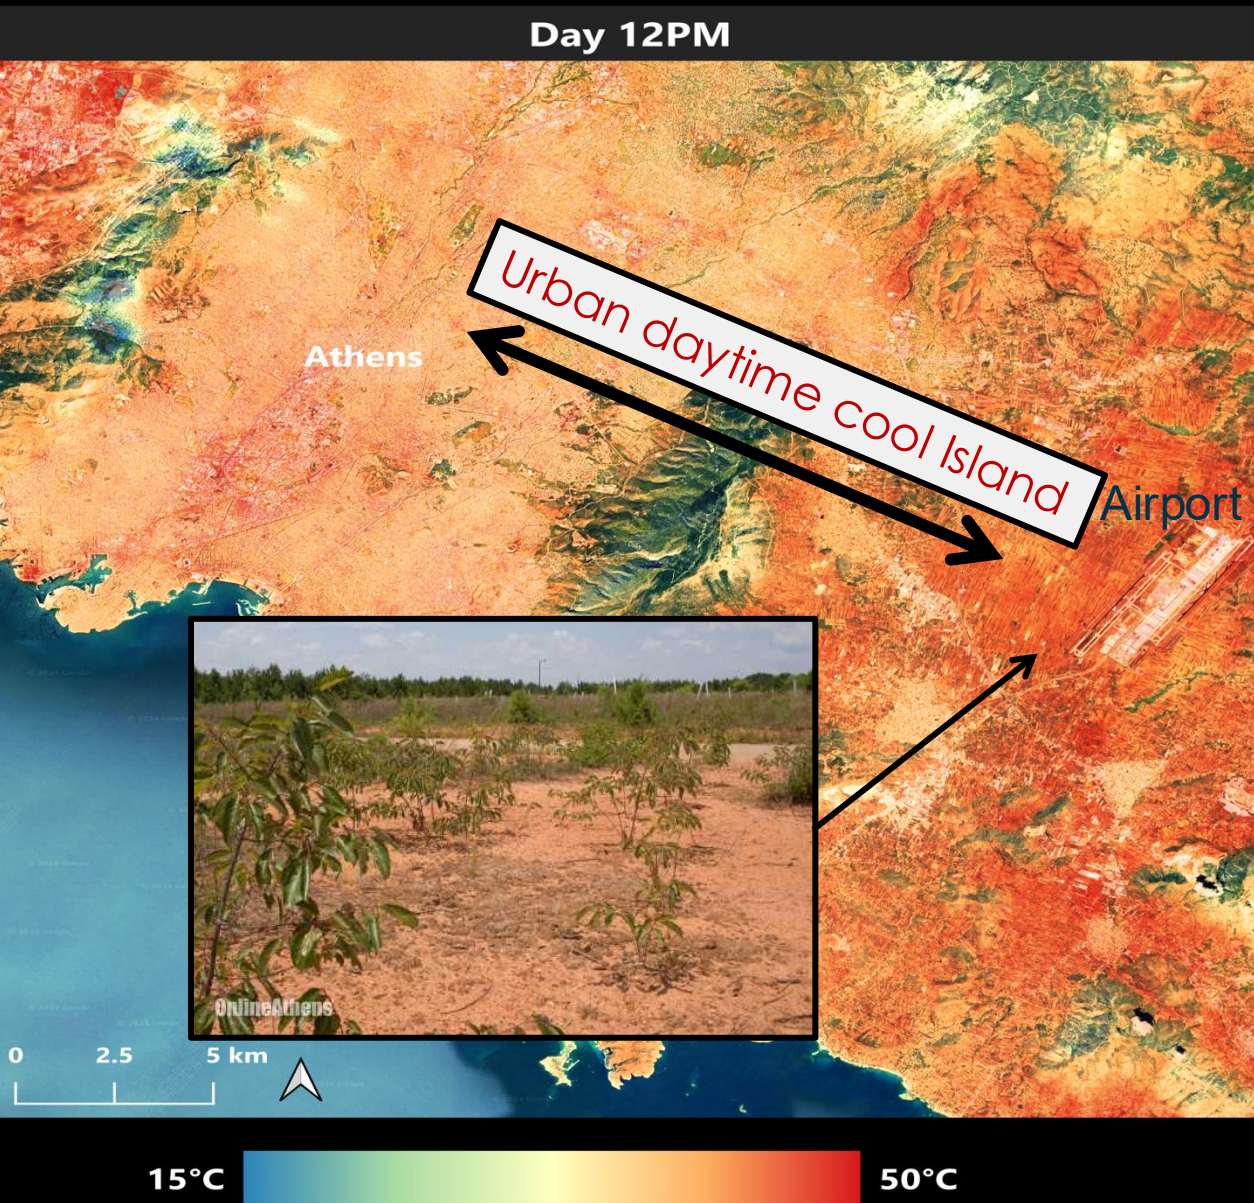 Day 12PM
Urban daytime cool Island
Athens
Airport
OnlineAthens
0 2.5 5 km
15°C 50°C